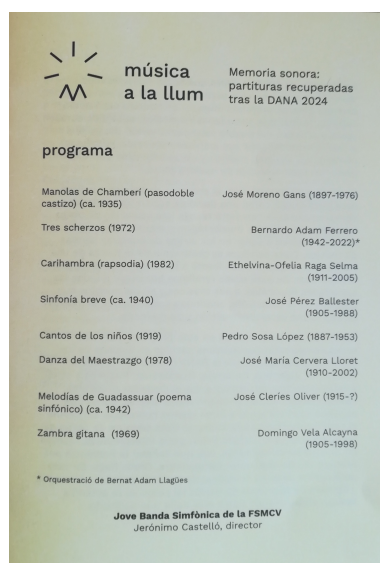 música
a la llum
Memoria sonora:
partituras recuperadas
tras la DANA 2024
programa
Manolas de Chamberí (pasodoble
castizo) (ca. 1935)
José Moreno Gans (1897-1976)
Tres scherzos (1972)
Bernardo Adam Ferrero
(1942-2022)*
Carihambra (rapsodia) (1982)
Ethelvina-Ofelia Raga Selma
(1911-2005)
Sinfonía breve (ca. 1940)
José Pérez Ballester
(1905-1988)
Cantos de los niños (1919)
Pedro Sosa López (1887-1953)
Danza del Maestrazgo (1978)
José María Cervera Lloret
(1910-2002)
Melodías de Guadassuar (poema
sinfónico) (ca. 1942)
José Cleríes Oliver (1915-?)
Zambra gitana (1969)
Domingo Vela Alcayna
(1905-1998)
* Orquestració de Bernat Adam Llagües
Jove Banda Simfònica de la FSMCV
Jerónimo Castelló, director